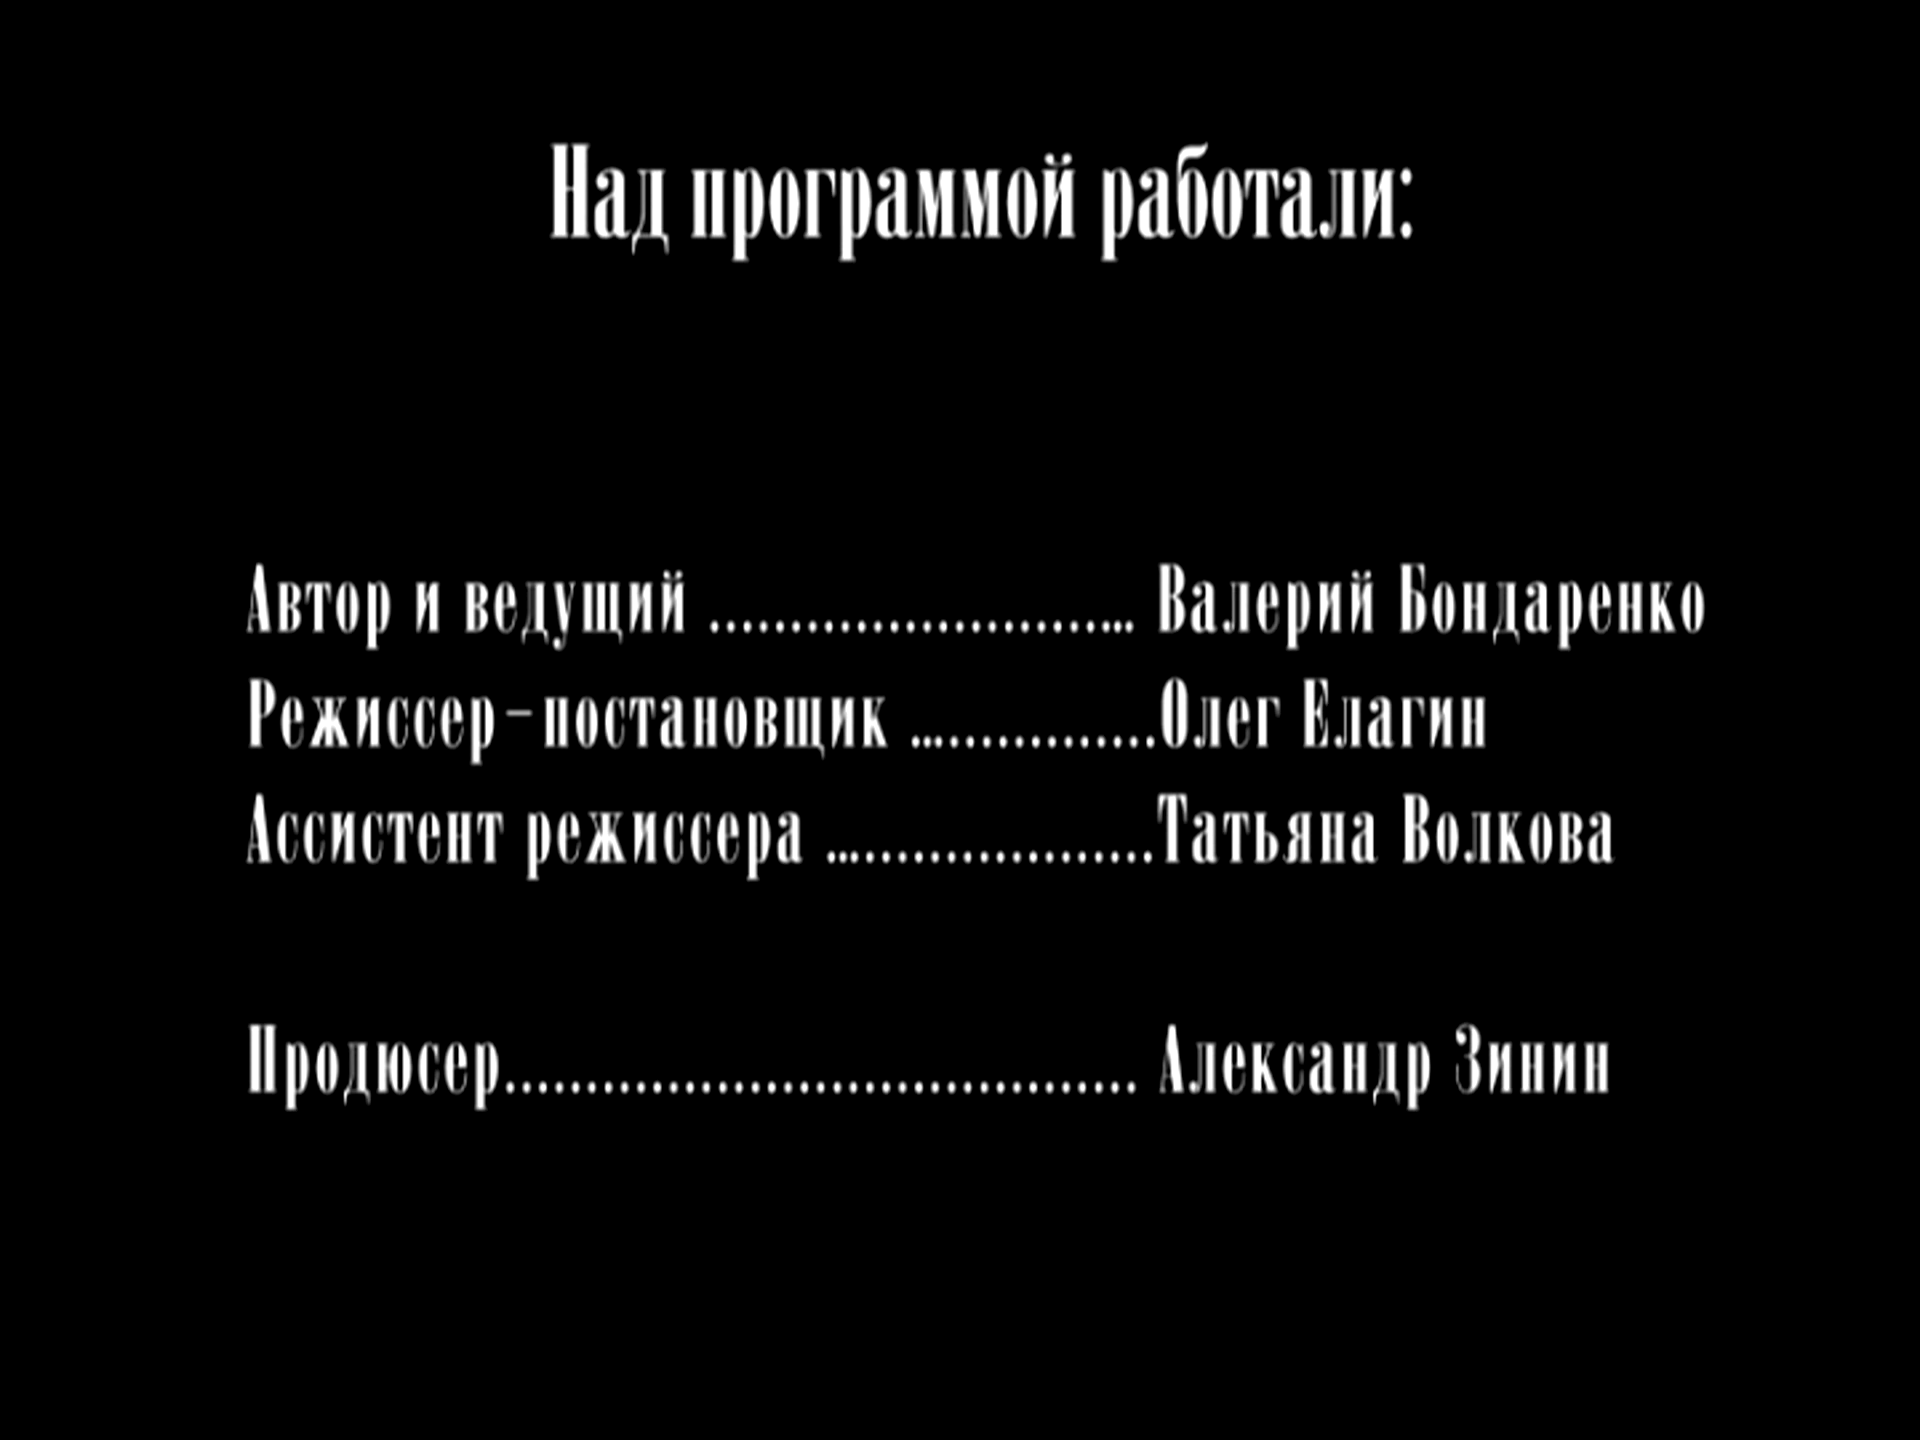 Над программой работали:
Автор и ведущий ........................... Валерий Бондаренко
Режиссер-постановщик ................Олег Елагин
Ассистент режиссера .....................Татьяна Волкова
Продюсер....................................... Александр Зинин